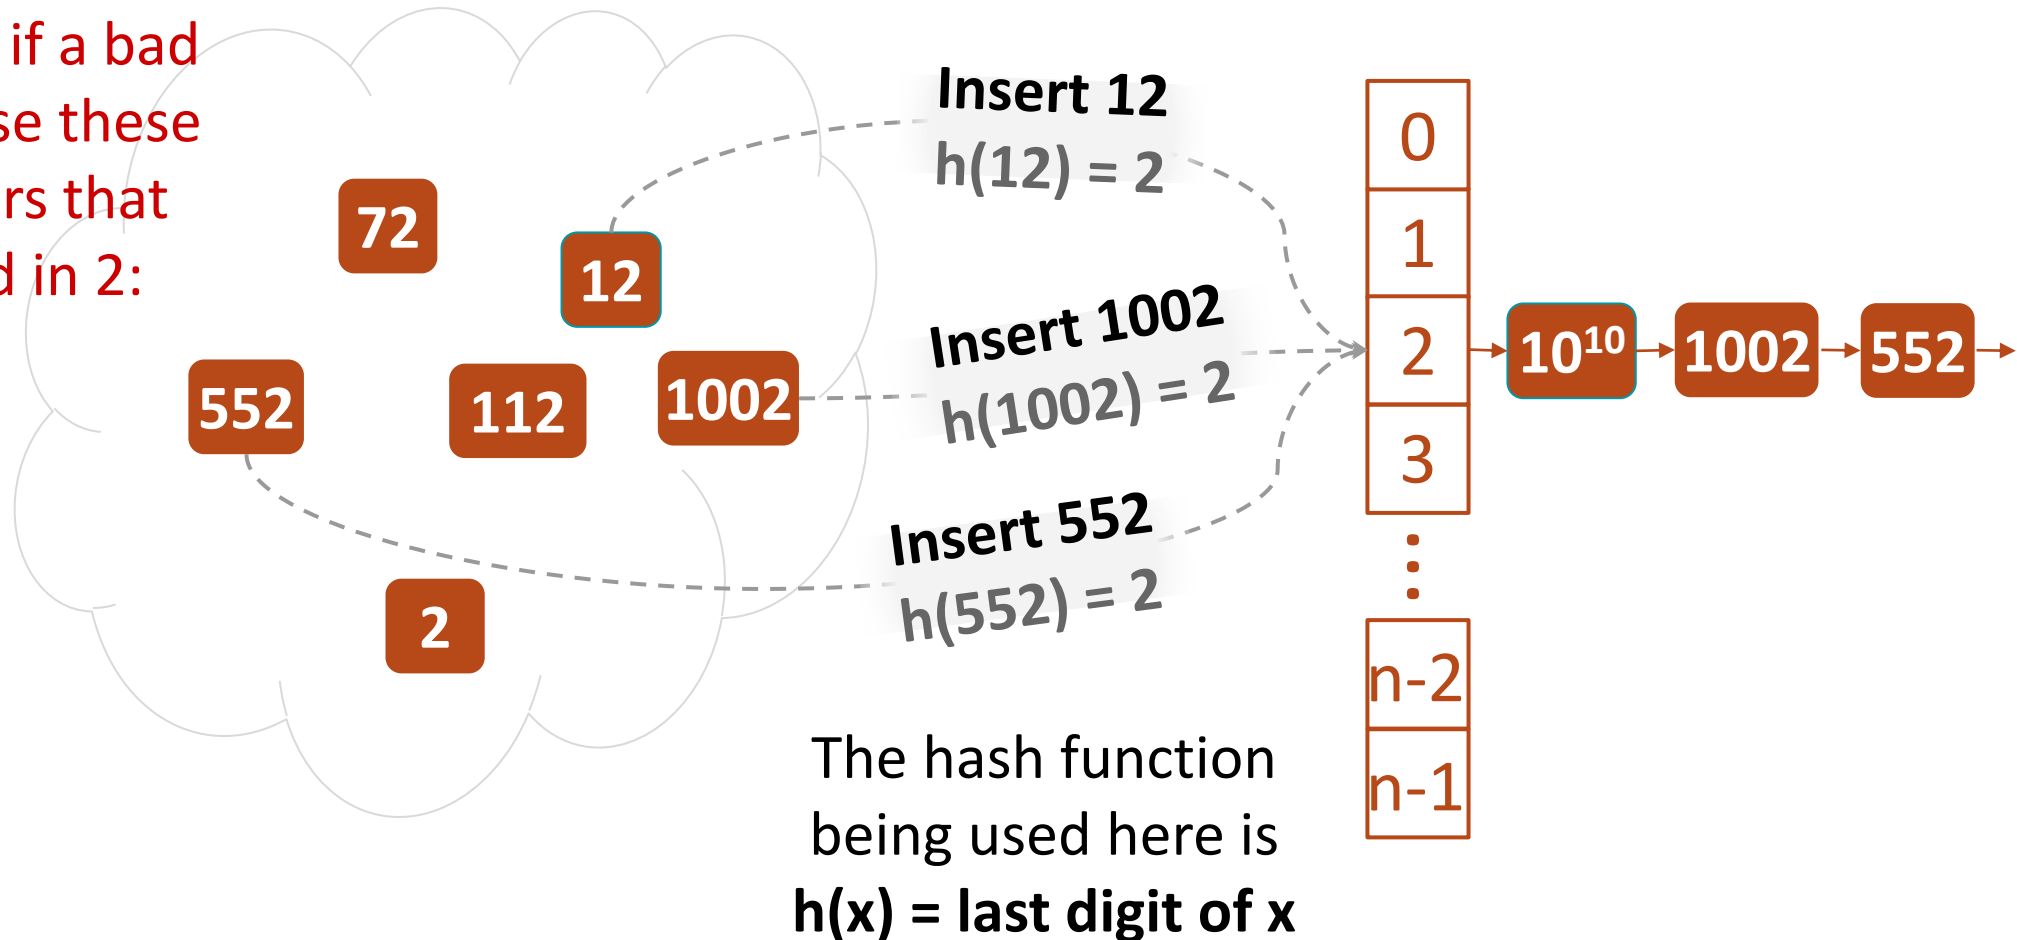 if a bad
se these
rs that
d in 2:
72
12
552
112
1002
2
Insert 12
h(12) = 2
Insert 1002
h(1002) = 2
Insert 552
h(552) = 2
0
1
2
3
n-2
n-1
10¹⁰
1002
552
The hash function
being used here is
h(x) = last digit of x